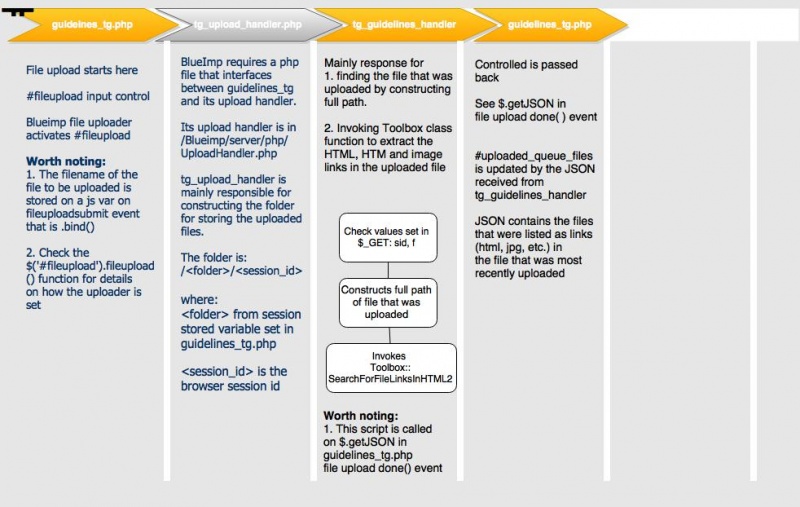 guidelines_tg.php
File upload starts here
#fileupload input control
Blueimp file uploader
activates #fileupload
Worth noting:
1. The filename of the
file to be uploaded is
stored on a js var on
fileuploadsubmit event
that is .bind()
2. Check the
$('#fileupload').fileupload
() function for details
on how the uploader is
set
tg_upload_handler.php
BlueImp requires a php
file that interfaces
between guidelines_tg
and its upload handler.
Its upload handler is in
/Blueimp/server/php/
UploadHandler.php
tg_upload_handler is
mainly responsible for
constructing the folder
for storing the uploaded
files.
The folder is:
/<folder>/<session_id>
where:
<folder> from session
stored variable set in
guidelines_tg.php
<session_id> is the
browser session id
tg_guidelines_handler
Mainly response for
1. finding the file that was
uploaded by constructing
full path.
2. Invoking Toolbox class
function to extract the
HTML, HTM and image
links in the uploaded file
Check values set in
$_GET: sid, f
Constructs full path
of file that was
uploaded
Invokes
Toolbox::
SearchForFileLinksInHTML2
Worth noting:
1. This script is called
on $.getJSON in
guidelines_tg.php
file upload done() event
guidelines_tg.php
Controlled is passed
back
See $.getJSON in
file upload done( ) event
#uploaded_queue_files
is updated by the JSON
received from
tg_guidelines_handler
JSON contains the files
that were listed as links
(html, jpg, etc.) in
the file that was most
recently uploaded